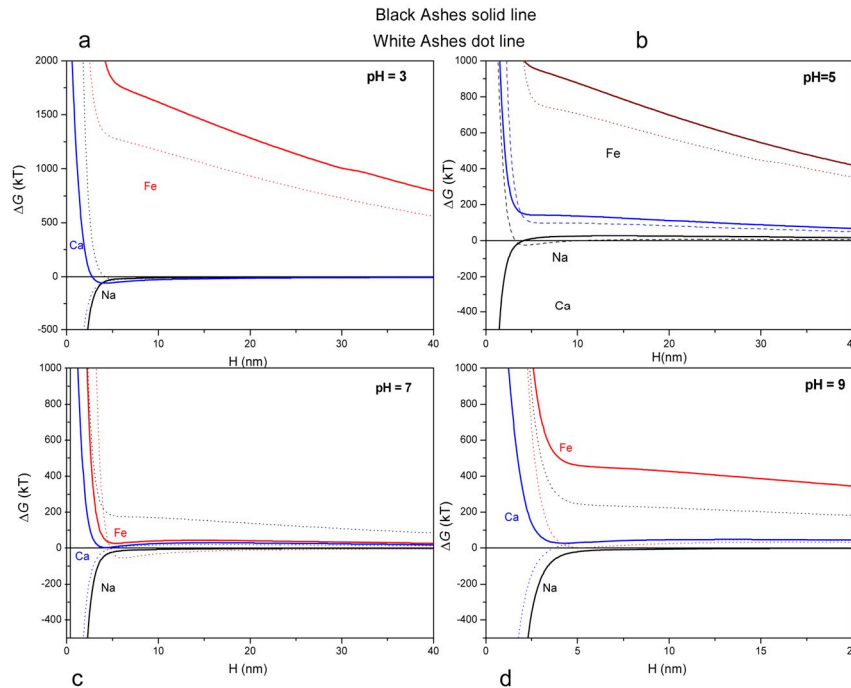 Black Ashes solid line
a
White Ashes dot line
b
2000
1500
1000
500
0
-500
ΔG (kT)
pH = 3
Fe
Ca
Na
0
10
20
30
40
H (nm)
1000
800
600
400
200
0
-200
-400
ΔG (kT)
pH=5
Fe
Na
Ca
0
10
20
30
H(nm)
1000
800
600
400
200
0
-200
-400
ΔG (kT)
pH = 7
Fe
Ca
Na
0
5
10
15
20
25
30
35
40
H (nm)
c
1000
800
600
400
200
0
-200
-400
ΔG (kT)
pH = 9
Fe
Ca
Na
0
5
10
15
H (nm)
d